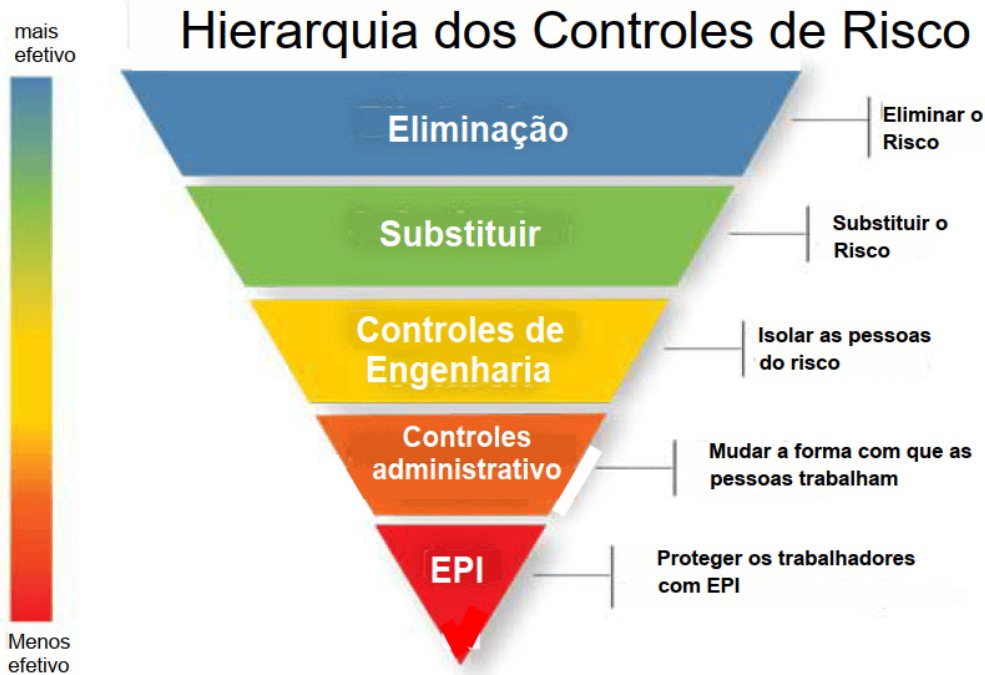 Hierarquia dos Controles de Risco
mais
efetivo
Eliminação
Eliminar o
Risco
Substituir
Substituir o
Risco
Controles de
Engenharia
Isolar as pessoas
do risco
Controles
administrativo
Mudar a forma com que as
pessoas trabalham
EPI
Proteger os trabalhadores
com EPI
Menos
efetivo